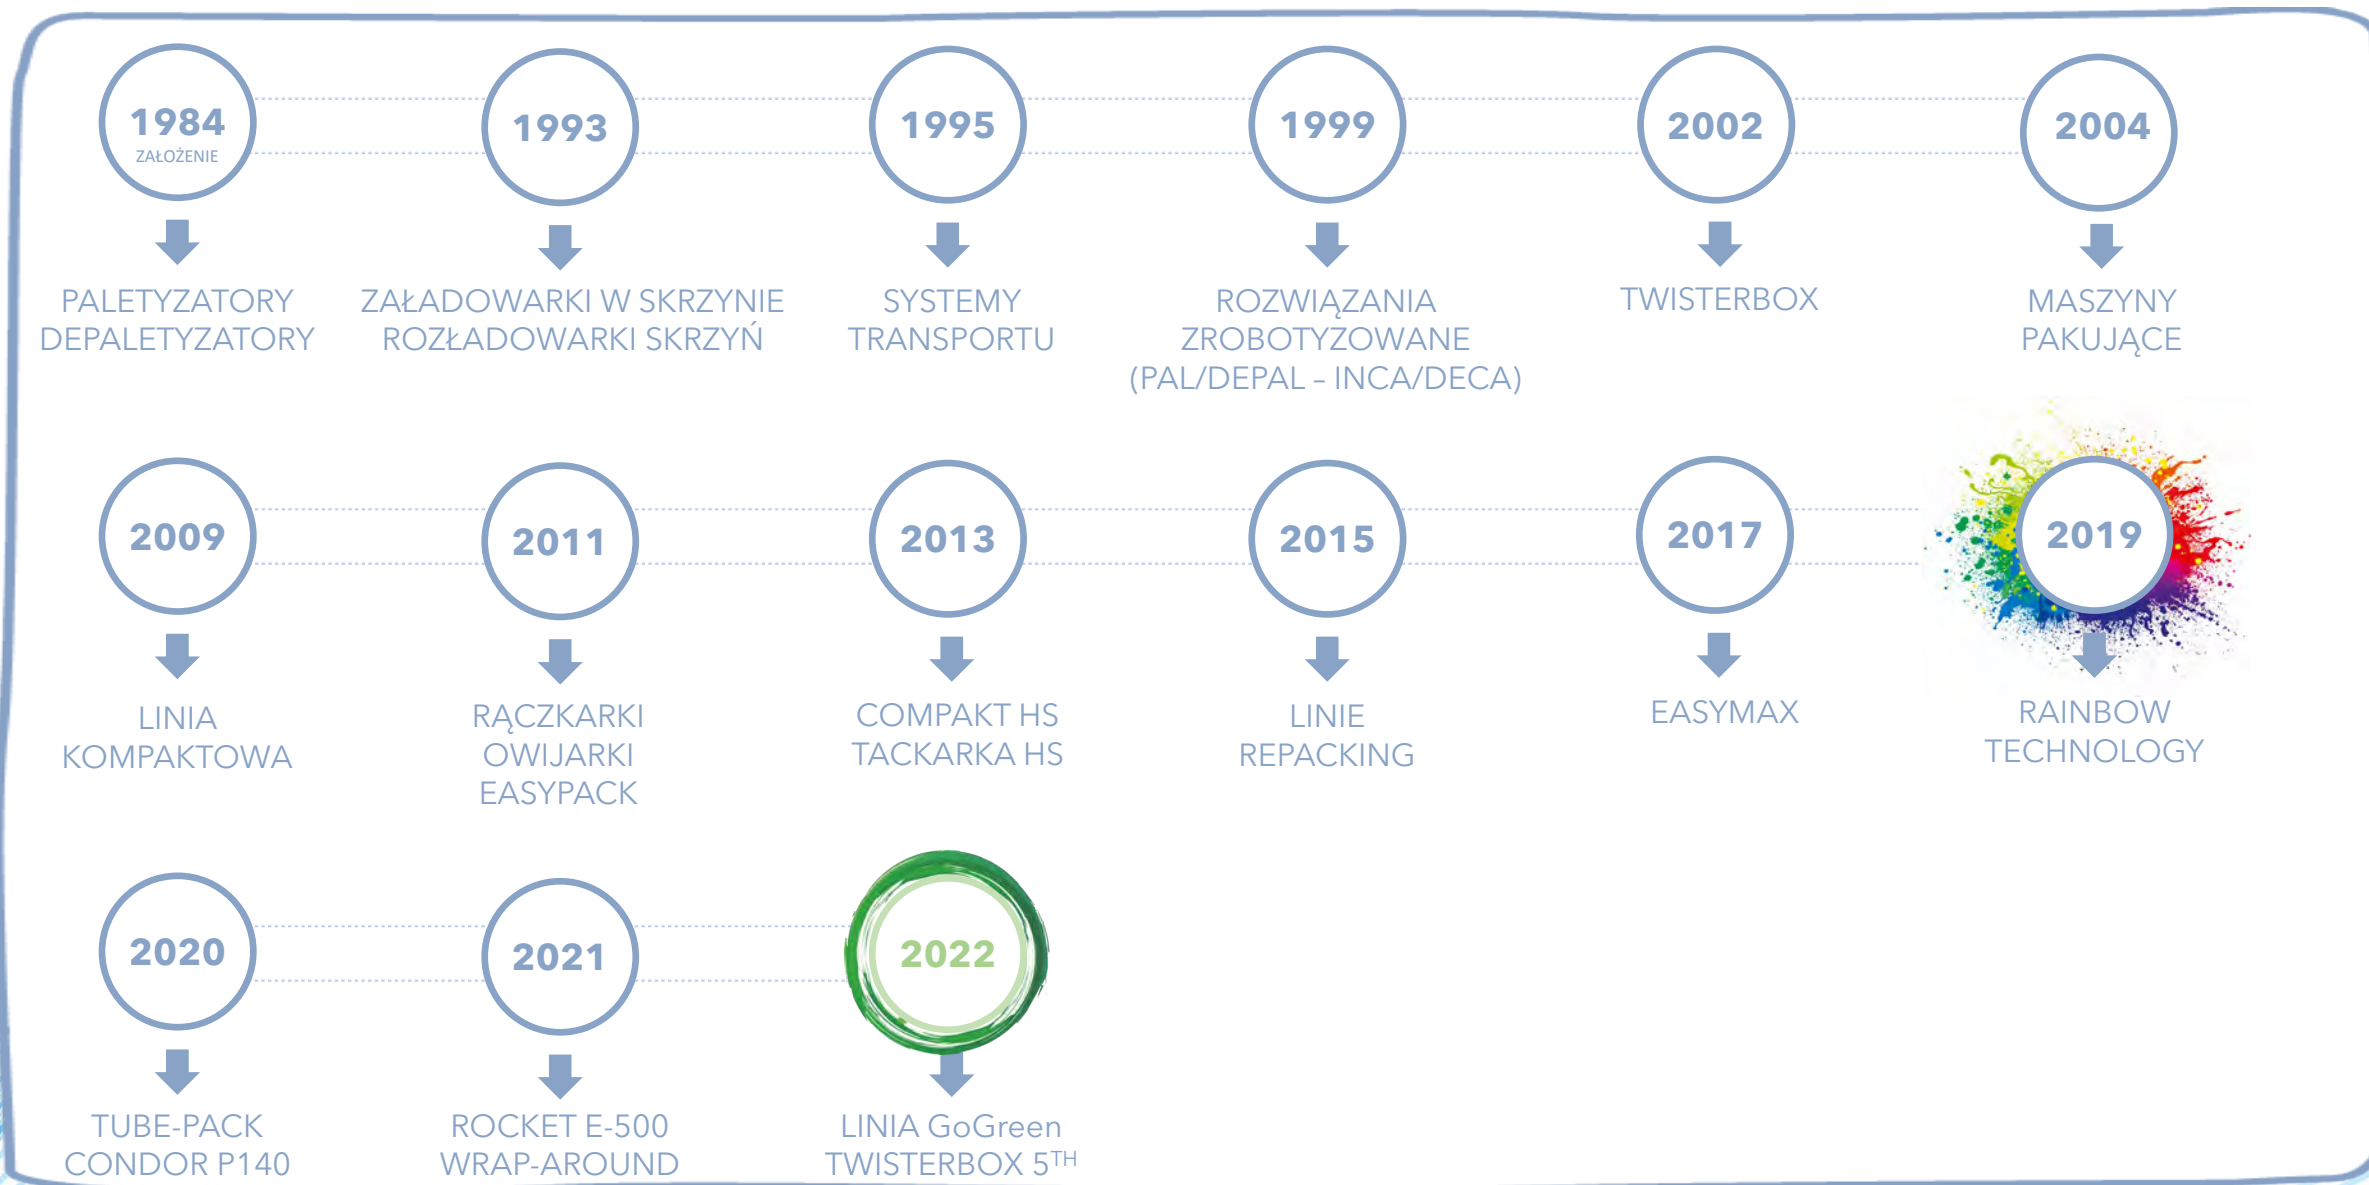 1984
ZAŁOŻENIE
PALETYZATORY
DEPALETYZATORY
1993
ZAŁADOWARKI W SKRZYNIE
ROZŁADOWARKI SKRZYŃ
1995
SYSTEMY
TRANSPORTU
1999
ROZWIĄZANIA
ZROBOTYZOWANE
(PAL/DEPAL – INCA/DECA)
2002
TWISTERBOX
2004
MASZYNY
PAKUJĄCE
2009
LINIA
KOMPAKTOWA
2011
RĄCZKARKI
OWIJARKI
EASYPACK
2013
COMPAKT HS
TACKARKA HS
2015
LINIE
REPACKING
2017
EASYMAX
2019
RAINBOW
TECHNOLOGY
2020
TUBE-PACK
CONDOR P140
2021
ROCKET E-500
WRAP-AROUND
2022
LINIA GoGreen
TWISTERBOX 5TH